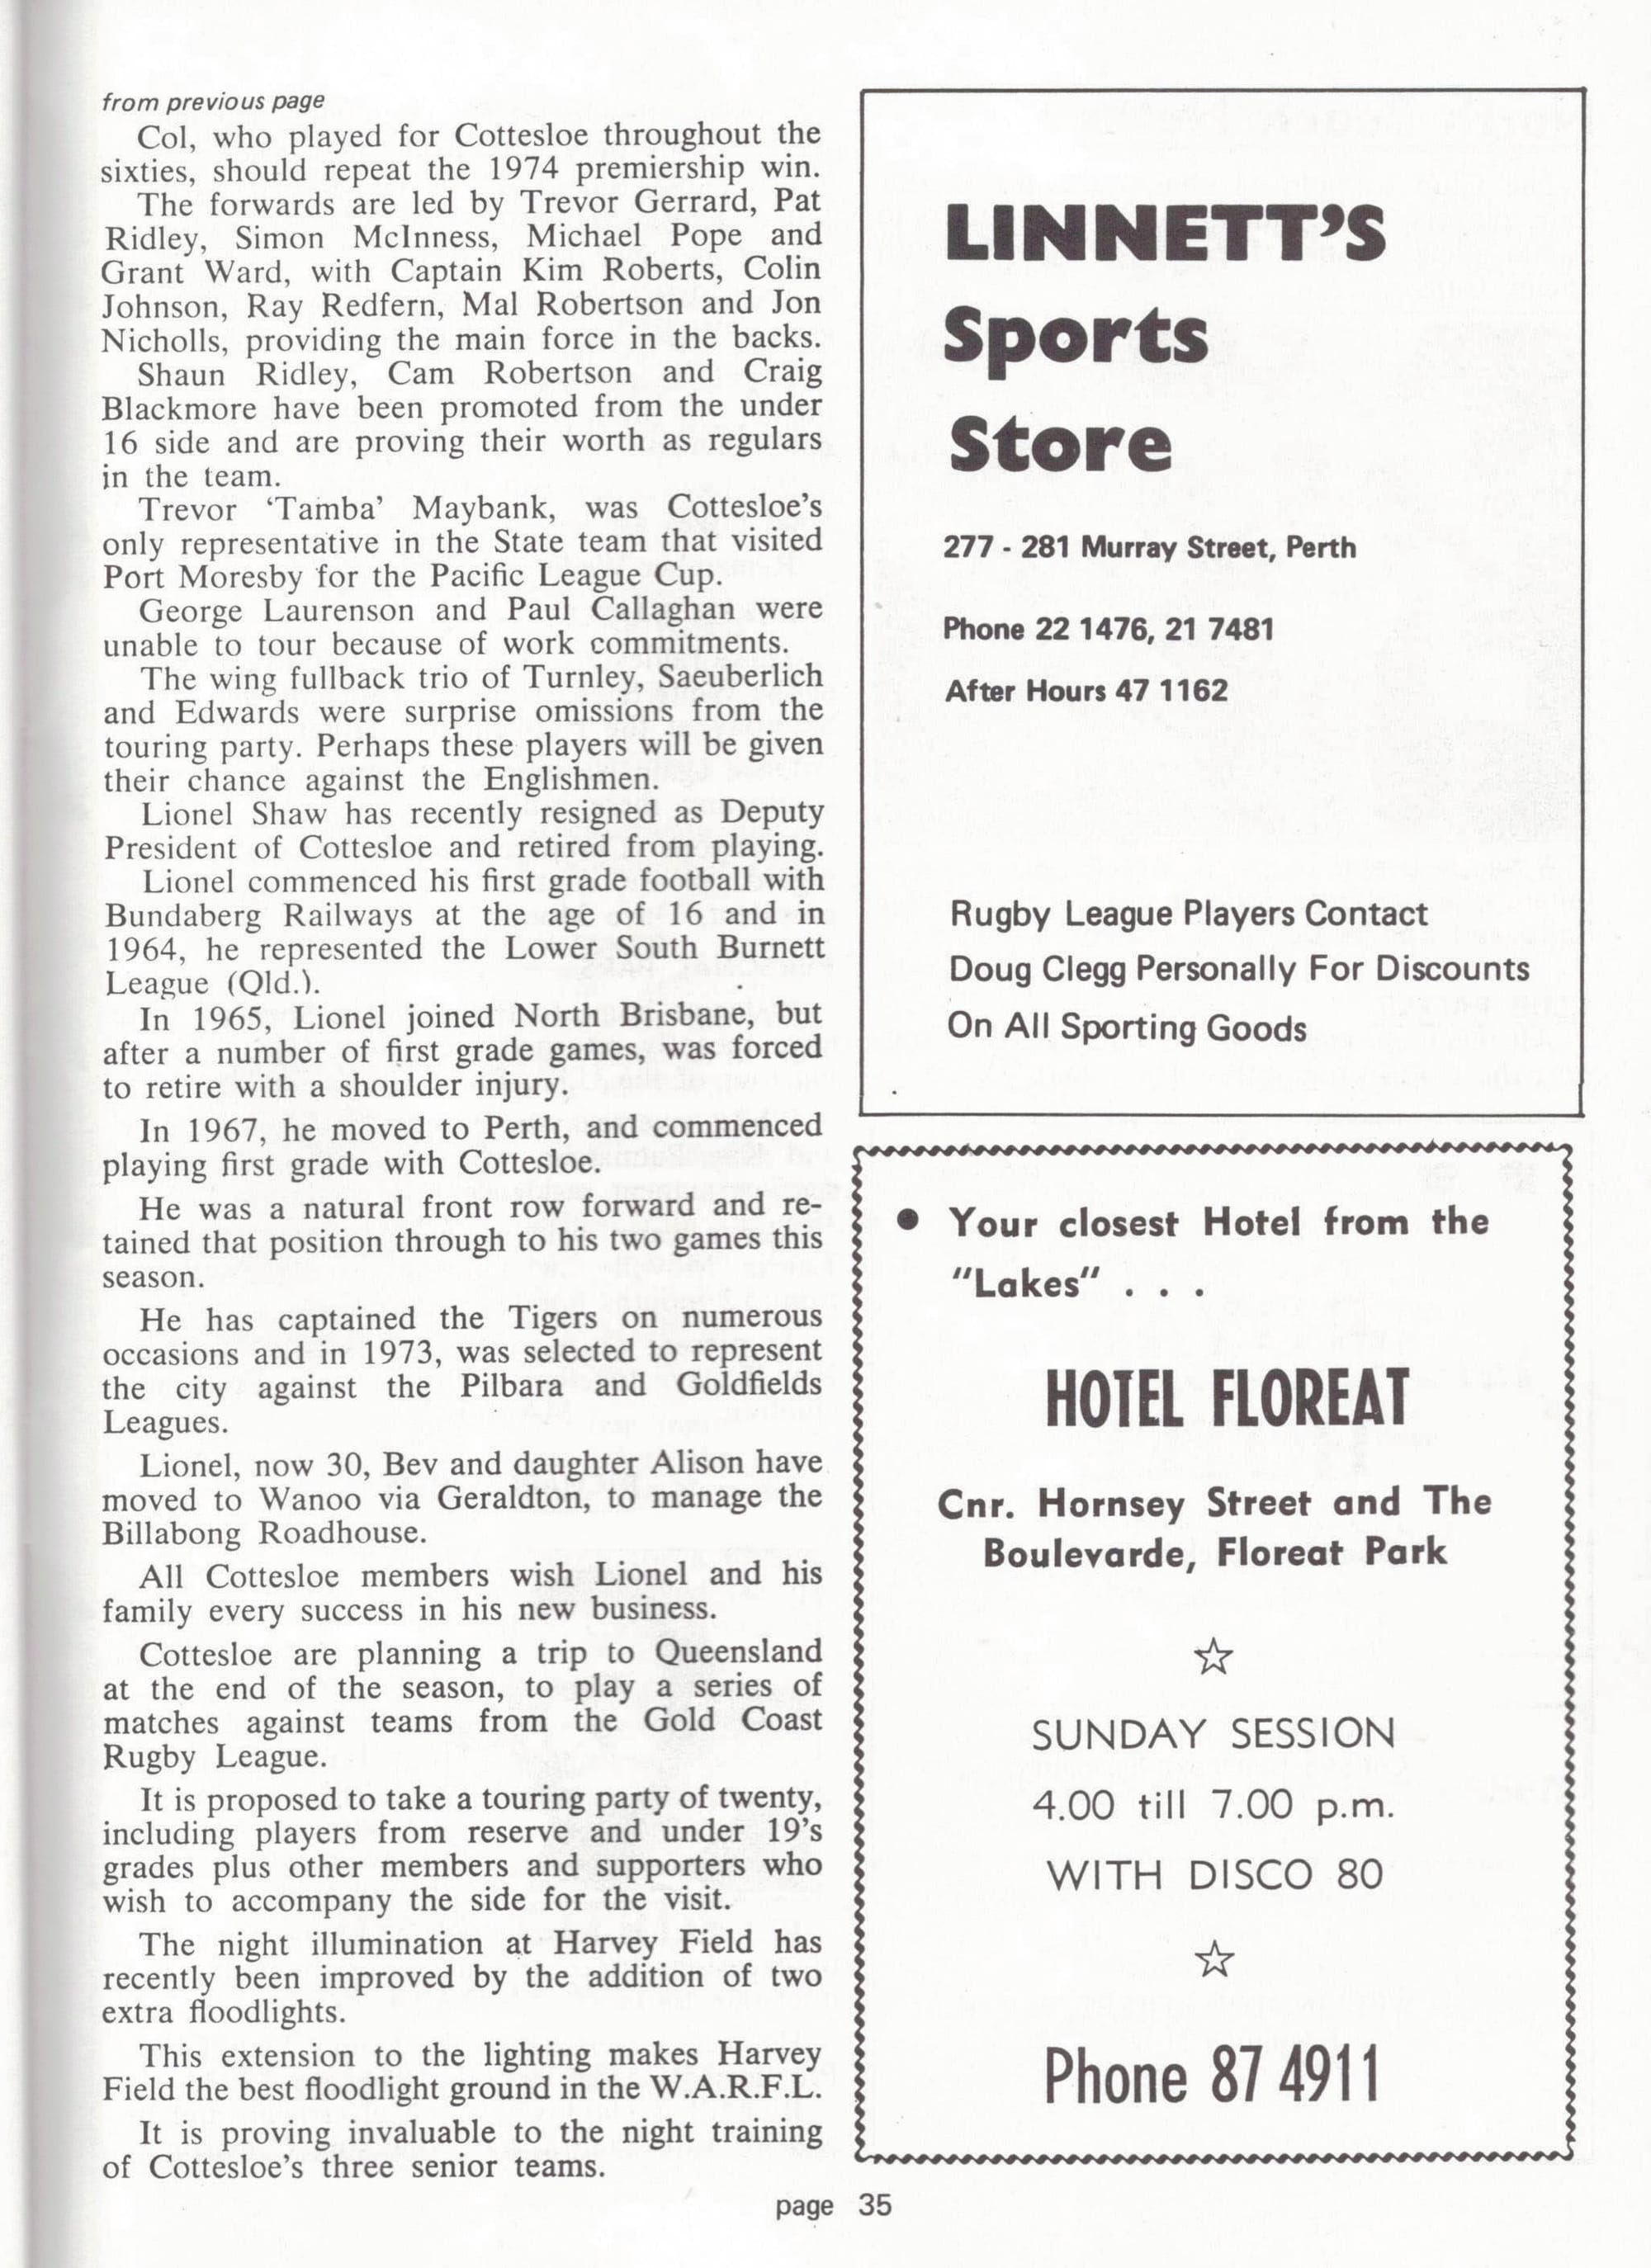 from previous page
Col, who played for Cottesloe throughout the
sixties, should repeat the 1974 premiership win.
The forwards are led by Trevor Gerrard, Pat
Ridley, Simon McInness, Michael Pope and
Grant Ward, with Captain Kim Roberts, Colin
Johnson, Ray Redfern, Mal Robertson and Jon
Nicholls, providing the main force in the backs.
Shaun Ridley, Cam Robertson and Craig
Blackmore have been promoted from the under
16 side and are proving their worth as regulars
in the team.
Trevor ‘Tamba’ Maybank, was Cottesloe’s
only representative in the State team that visited
Port Moresby for the Pacific League Cup.
George Laurenson and Paul Callaghan were
unable to tour because of work commitments.
The wing fullback trio of Turnley, Saeuberlich
and Edwards were surprise omissions from the
touring party. Perhaps these players will be given
their chance against the Englishmen.
Lionel Shaw has recently resigned as Deputy
President of Cottesloe and retired from playing.
Lionel commenced his first grade football with
Bundaberg Railways at the age of 16 and in
1964, he represented the Lower South Burnett
League (Qld.).
In 1965, Lionel joined North Brisbane, but
after a number of first grade games, was forced
to retire with a shoulder injury.
In 1967, he moved to Perth, and commenced
playing first grade with Cottesloe.
He was a natural front row forward and re-
tained that position through to his two games this
season.
He has captained the Tigers on numerous
occasions and in 1973, was selected to represent
the city against the Pilbara and Goldfields
Leagues.
Lionel, now 30, Bev and daughter Alison have
moved to Wanoo via Geraldton, to manage the
Billabong Roadhouse.
All Cottesloe members wish Lionel and his
family every success in his new business.
Cottesloe are planning a trip to Queensland
at the end of the season, to play a series of
matches against teams from the Gold Coast
Rugby League.
It is proposed to take a touring party of twenty,
including players from reserve and under 19’s
grades plus other members and supporters who
wish to accompany the side for the visit.
The night illumination at Harvey Field has
recently been improved by the addition of two
extra floodlights.
This extension to the lighting makes Harvey
Field the best floodlight ground in the W.A.R.F.L.
It is proving invaluable to the night training
of Cottesloe’s three senior teams.
LINNETT’S
Sports
Store
277 - 281 Murray Street, Perth
Phone 22 1476, 21 7481
After Hours 47 1162
Rugby League Players Contact
Doug Clegg Personally For Discounts
On All Sporting Goods
● Your closest Hotel from the
"Lakes" . . .
HOTEL FLOREAT
Cnr. Hornsey Street and The
Boulevarde, Floreat Park
☆
SUNDAY SESSION
4.00 till 7.00 p.m.
WITH DISCO 80
☆
Phone 87 4911
page 35